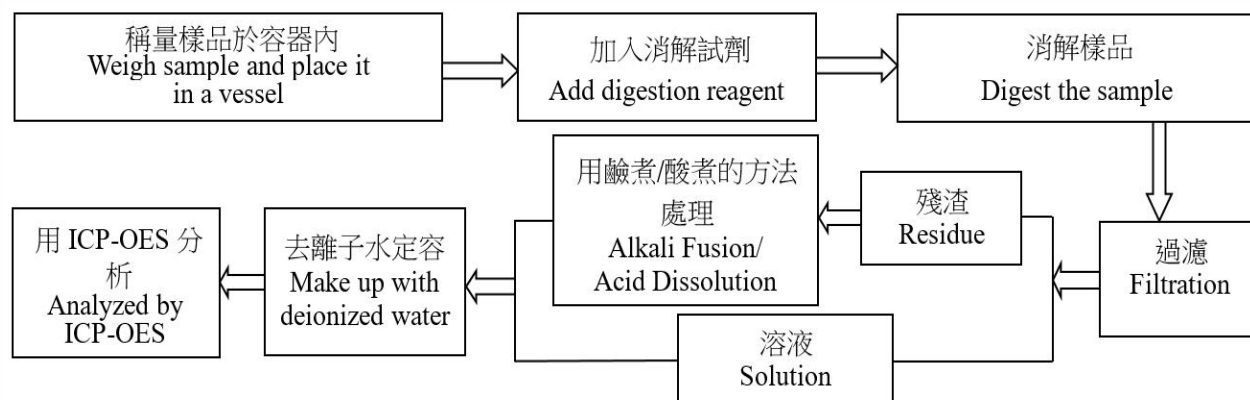 稱量樣品於容器內
Weigh sample and place it
in a vessel
加入消解試劑
Add digestion reagent
消解樣品
Digest the sample
過濾
Filtration
殘渣
Residue
用鹼煮/酸煮的方法
處理
Alkali Fusion/
Acid Dissolution
溶液
Solution
去離子水定容
Make up with
deionized water
用 ICP-OES 分
析
Analyzed by
ICP-OES